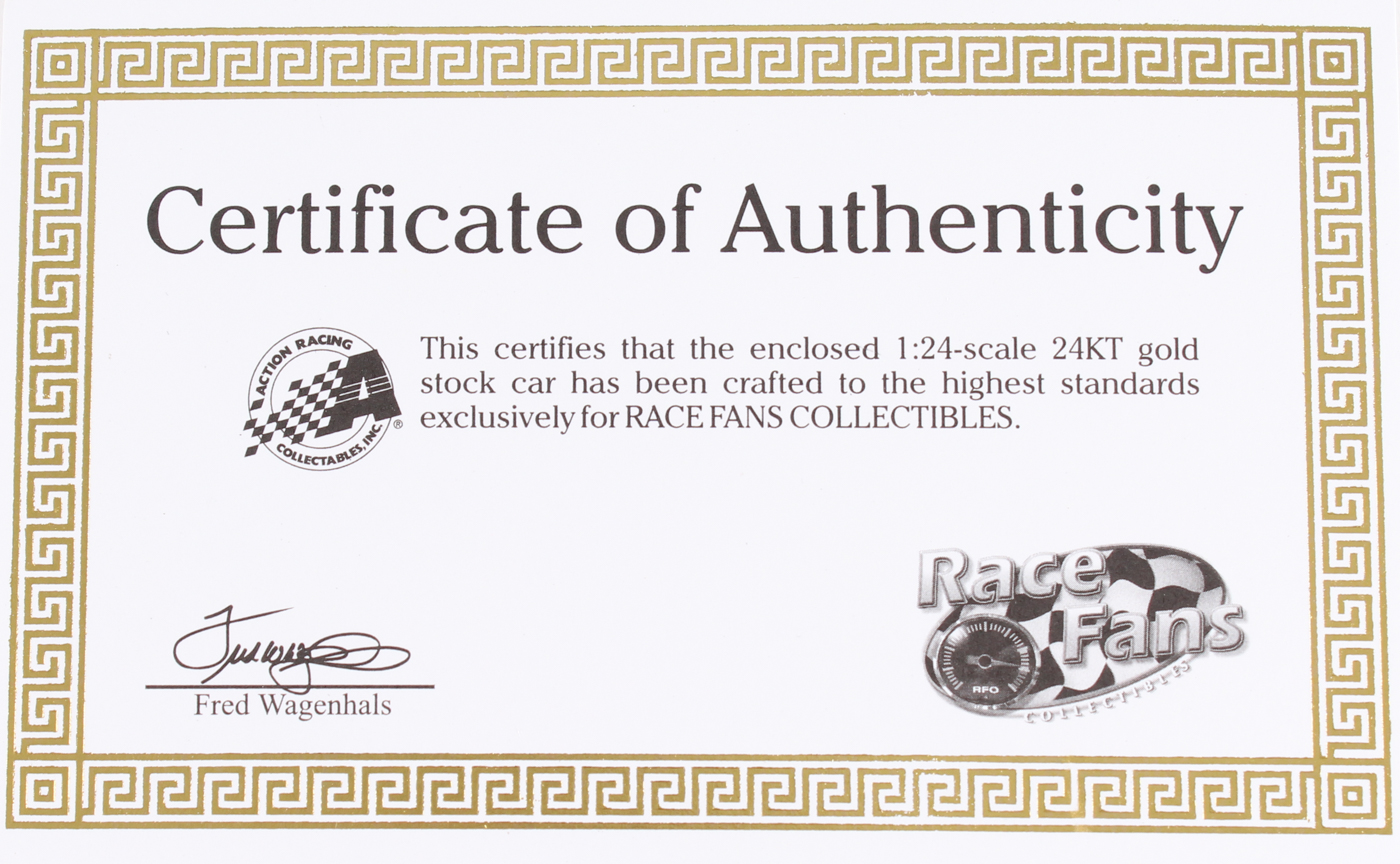 Certificate of Authenticity
ACTION RACING
COLLECTABLES, INC.
®
This certifies that the enclosed 1:24-scale 24KT gold
stock car has been crafted to the highest standards
exclusively for RACE FANS COLLECTIBLES.
Fred Wagenhals
Race
Fans
RFO
COLLECTIBLES